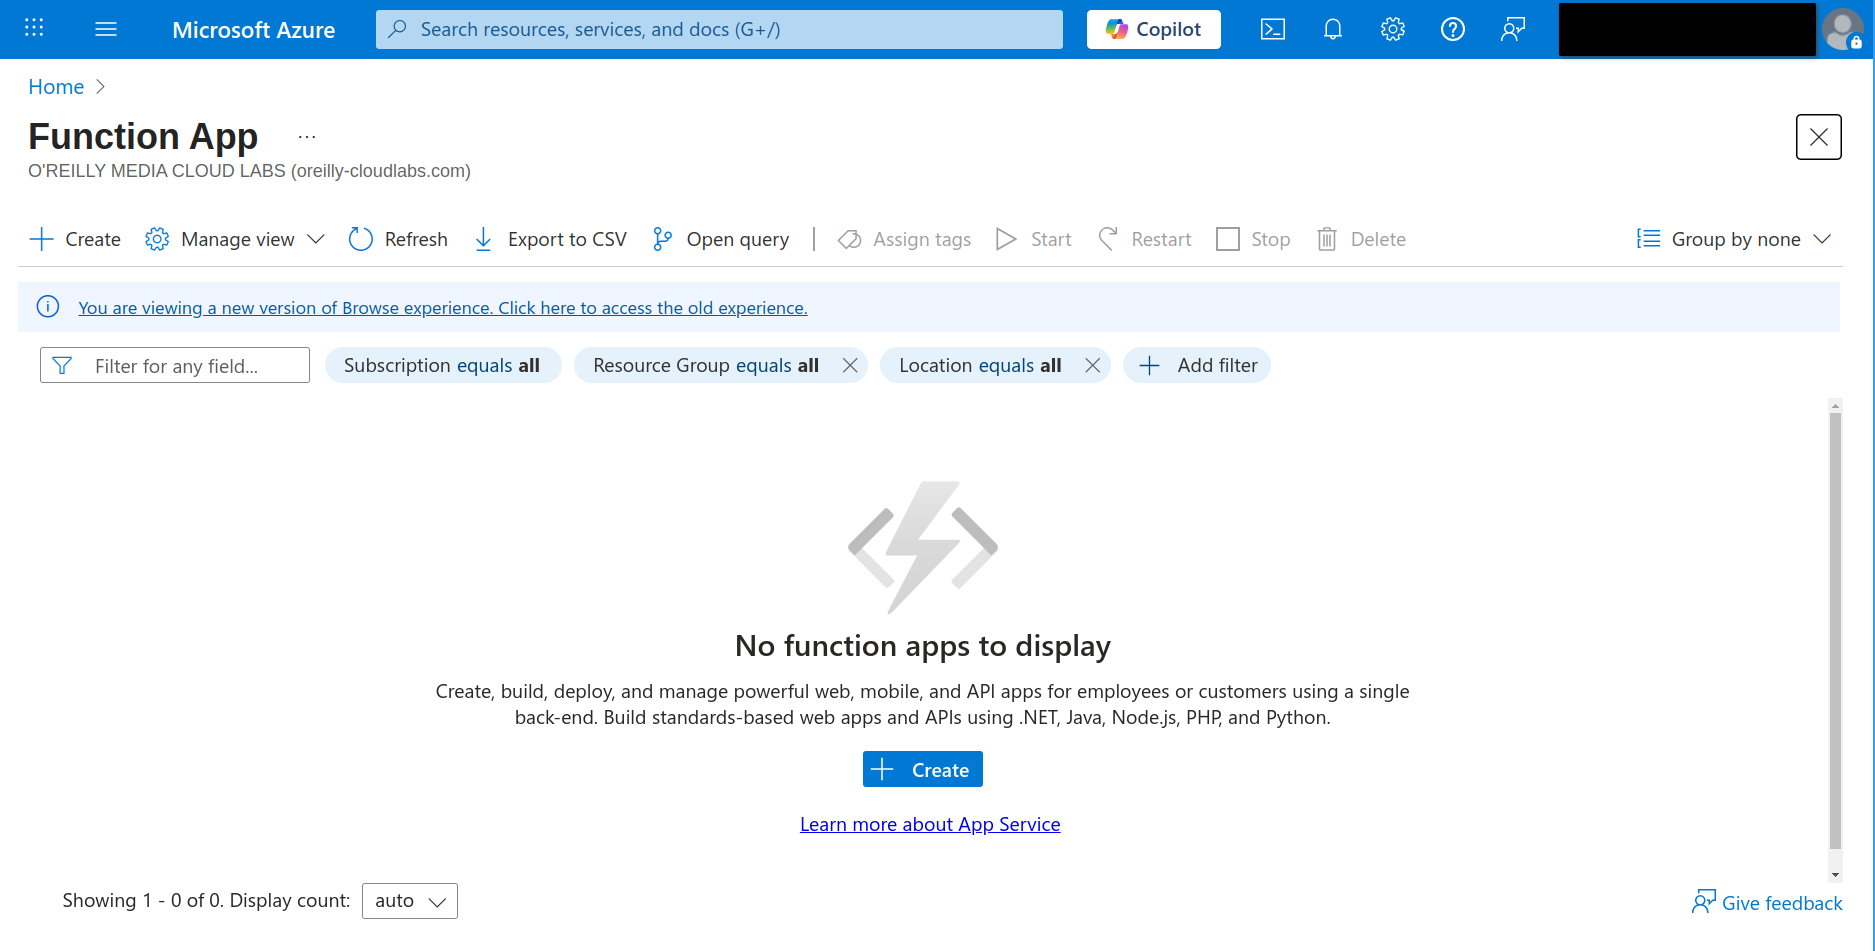 Microsoft Azure
Search resources, services, and docs (G+/)
Copilot
Home
Function App
...
O'REILLY MEDIA CLOUD LABS (oreilly-cloudlabs.com)
Create
Manage view
Refresh
Export to CSV
Open query
Assign tags
Start
Restart
Stop
Delete
Group by none
You are viewing a new version of Browse experience. Click here to access the old experience.
Filter for any field...
Subscription equals all
Resource Group equals all
Location equals all
Add filter
No function apps to display
Create, build, deploy, and manage powerful web, mobile, and API apps for employees or customers using a single
back-end. Build standards-based web apps and APIs using .NET, Java, Node.js, PHP, and Python.
Create
Learn more about App Service
Showing 1 - 0 of 0. Display count:
auto
Give feedback